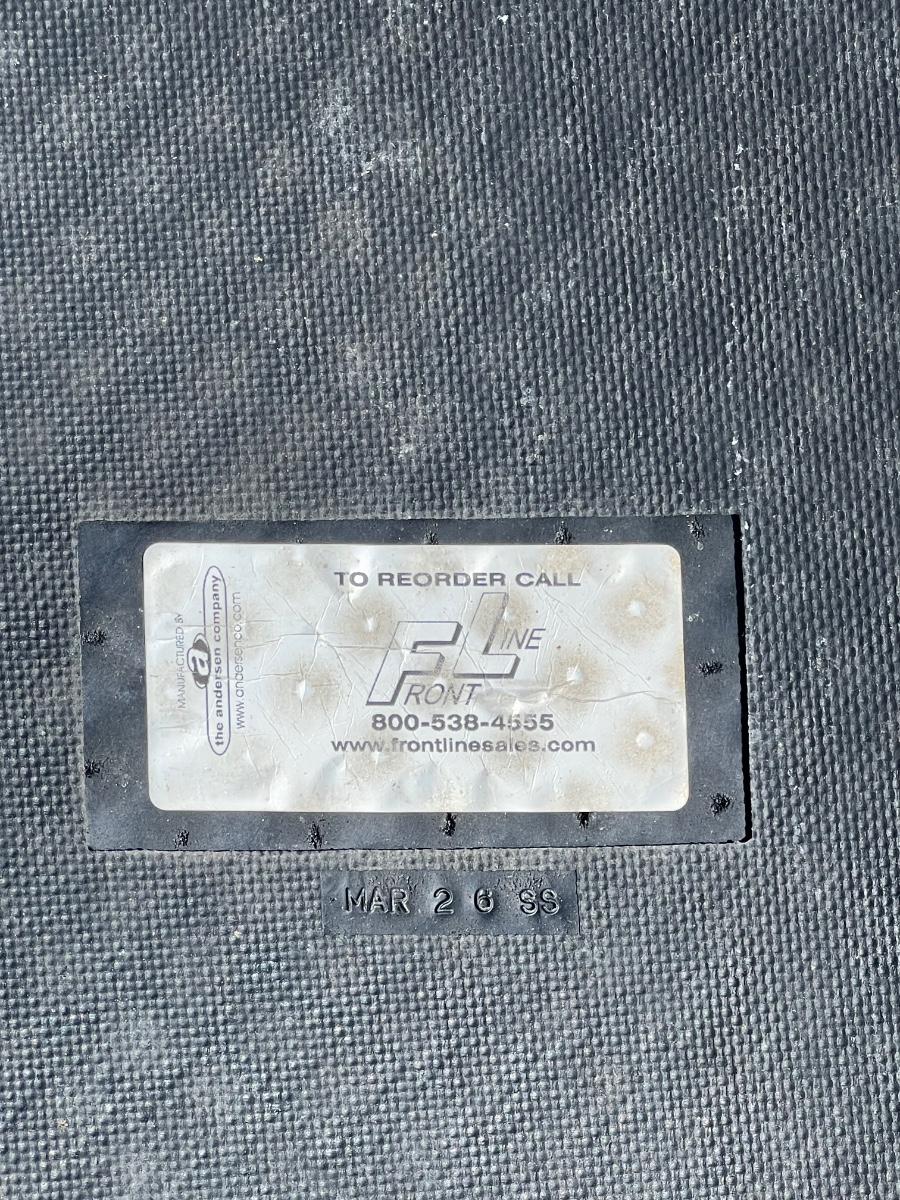 MANUFACTURED BY
a
the andersen company
www.andersenco.com
TO REORDER CALL
FRONT LINE
800-538-4555
www.frontlinesales.com
MAR 2 6 SS